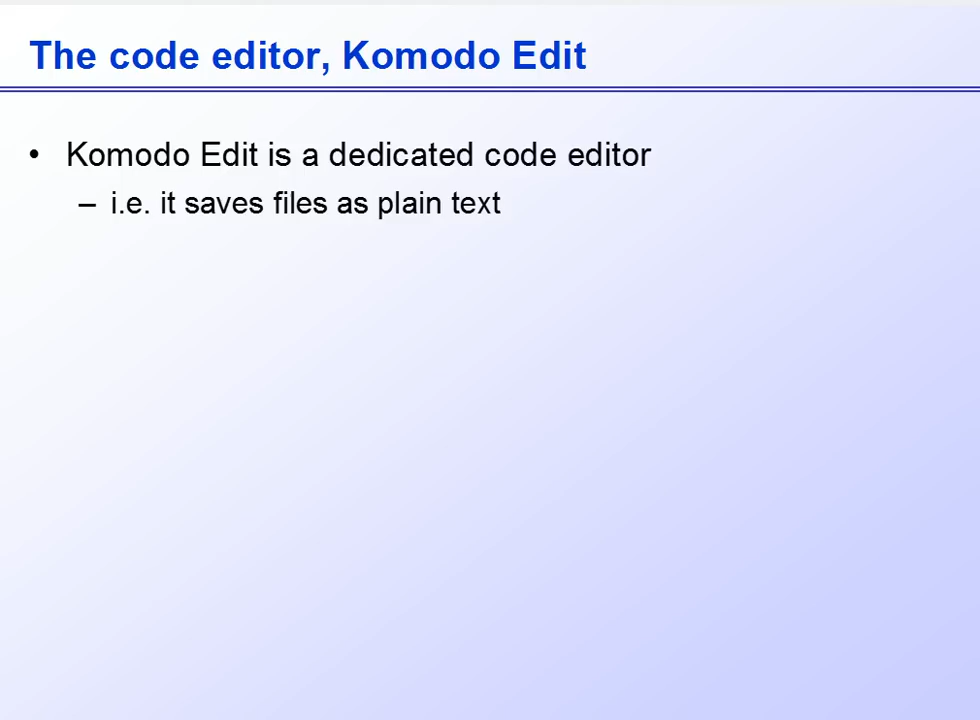 The code editor, Komodo Edit
• Komodo Edit is a dedicated code editor
– i.e. it saves files as plain text